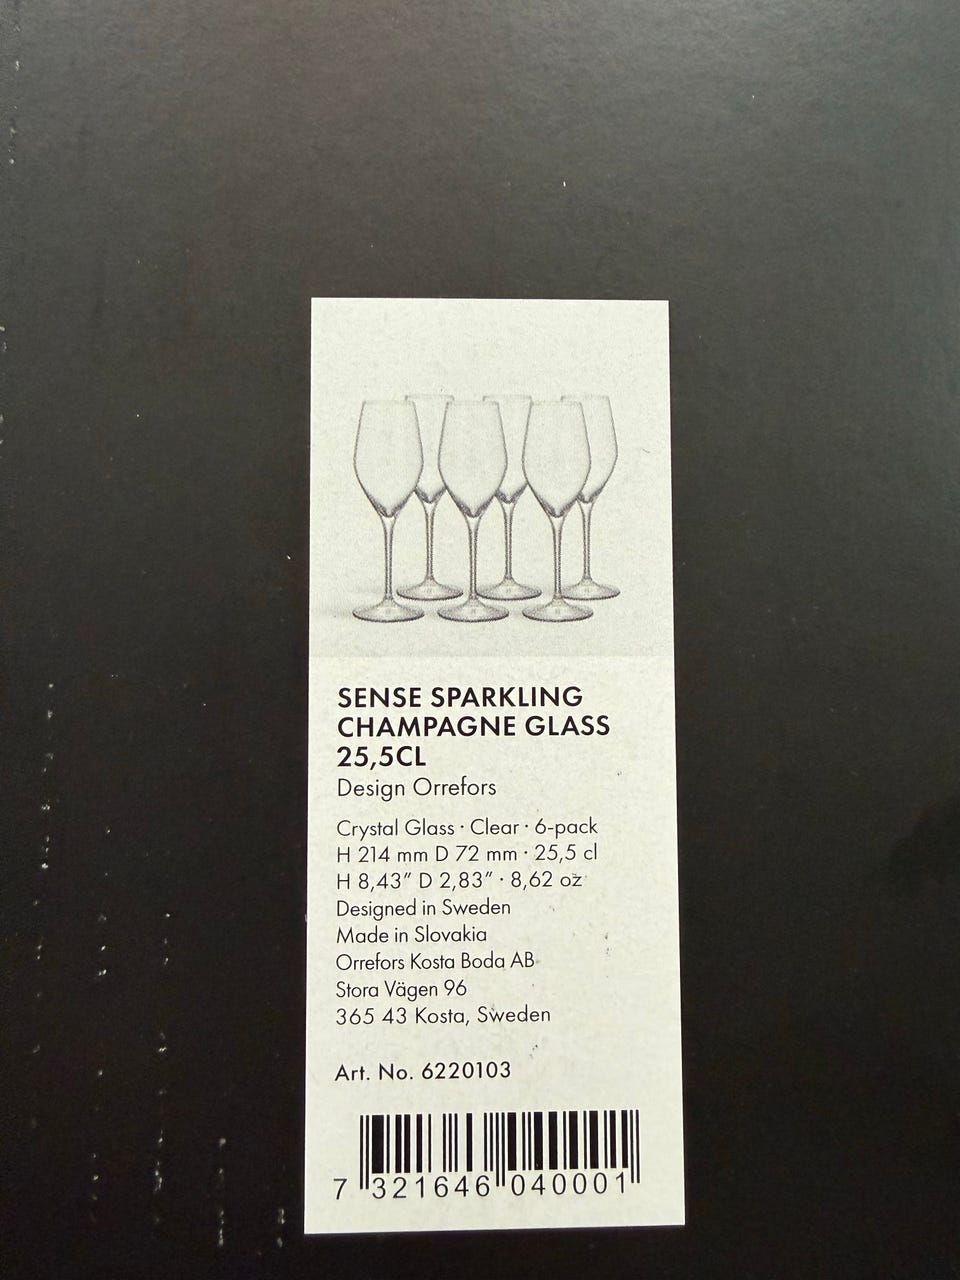 SENSE SPARKLING
CHAMPAGNE GLASS
25,5CL
Design Orrefors
Crystal Glass · Clear · 6-pack
H 214 mm D 72 mm · 25,5 cl
H 8,43” D 2,83” · 8,62 oz
Designed in Sweden
Made in Slovakia
Orrefors Kosta Boda AB
Stora Vägen 96
365 43 Kosta, Sweden
Art. No. 6220103
7 321646 040001